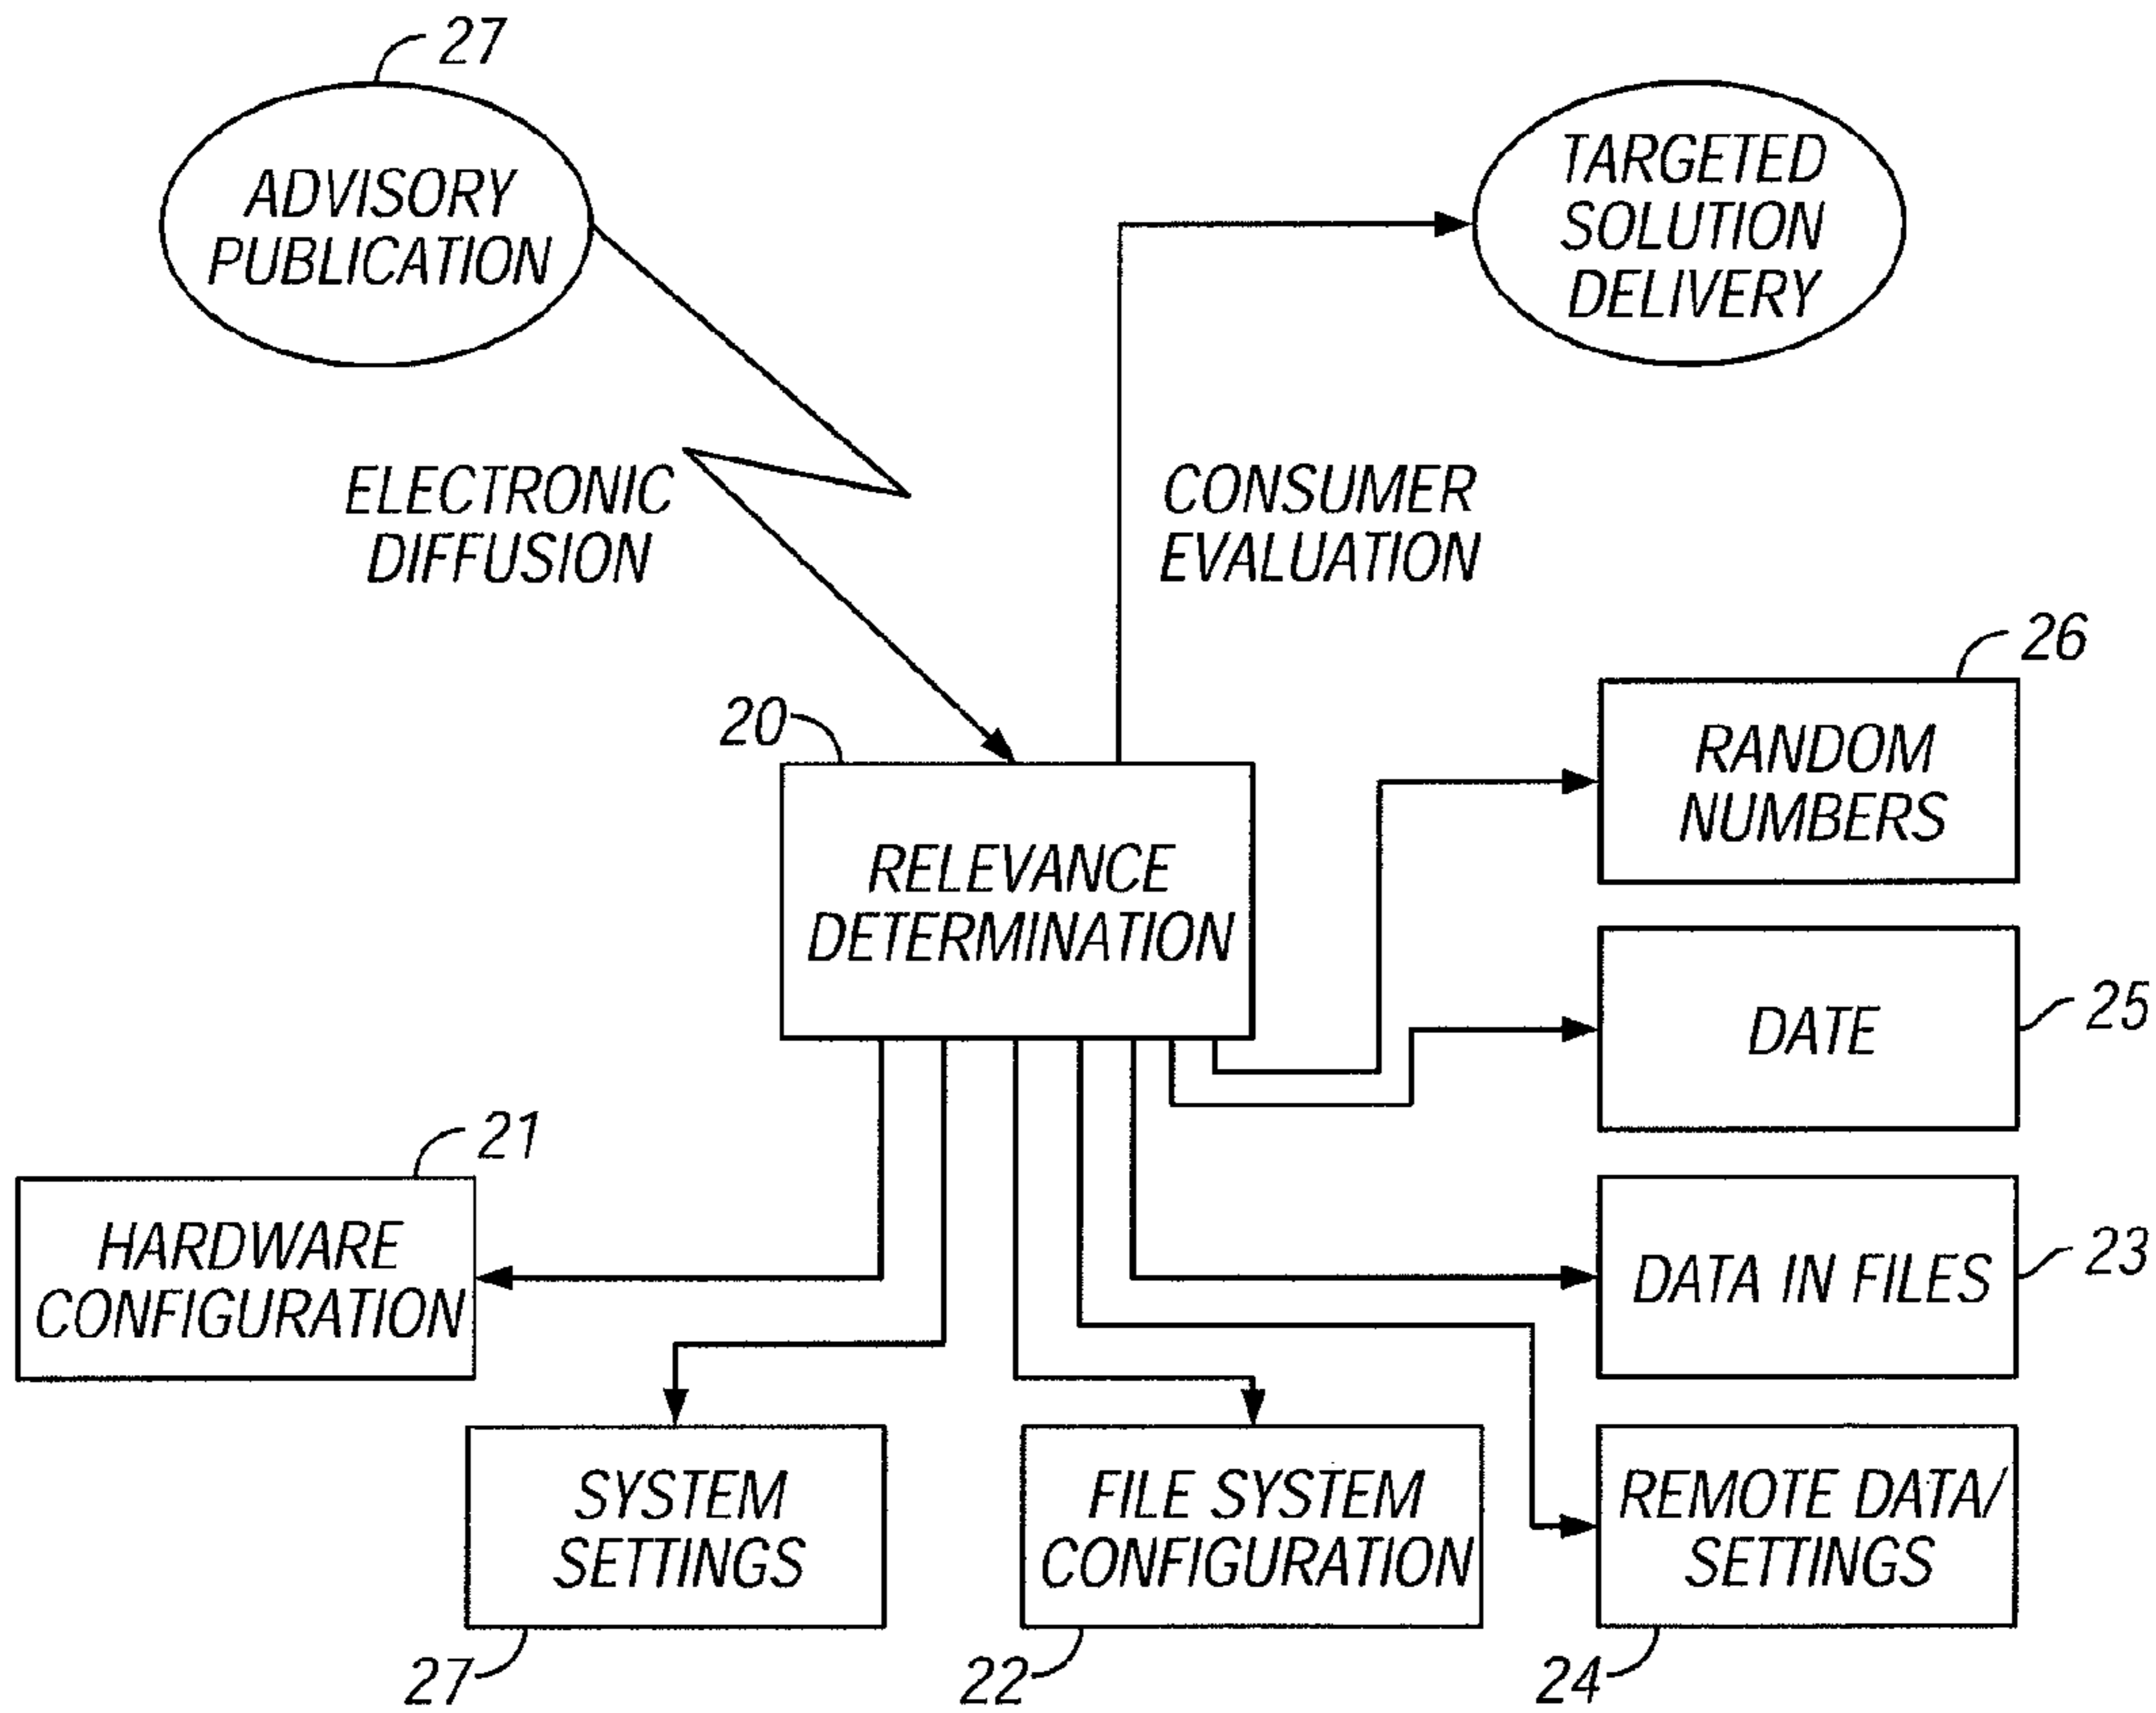 27
ADVISORY
PUBLICATION
TARGETED
SOLUTION
DELIVERY
ELECTRONIC
DIFFUSION
CONSUMER
EVALUATION
26
RANDOM
NUMBERS
20
RELEVANCE
DETERMINATION
25
DATE
21
HARDWARE
CONFIGURATION
23
DATA IN FILES
SYSTEM
SETTINGS
27
FILE SYSTEM
CONFIGURATION
22
REMOTE DATA/
SETTINGS
24